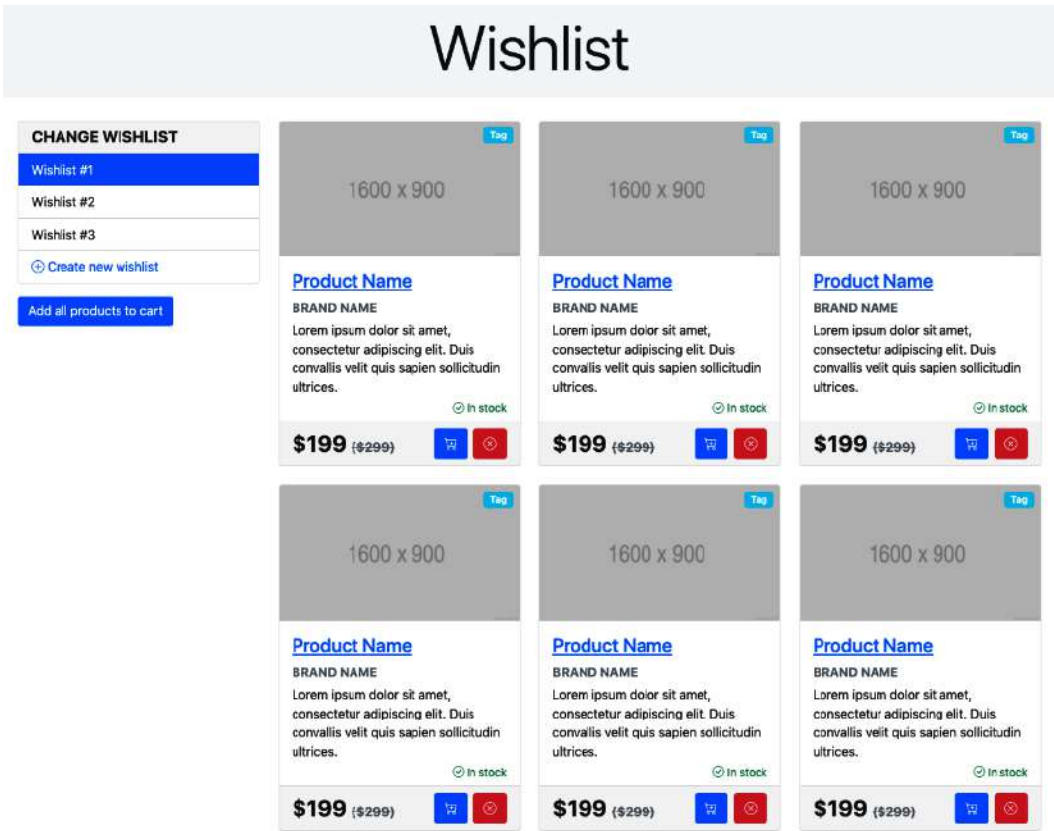 Wishlist
CHANGE WISHLIST
Wishlist #1
Wishlist #2
Wishlist #3
Create new wishlist
Add all products to cart
Tag
1600 x 900
Product Name
BRAND NAME
Lorem ipsum dolor sit amet,
consectetur adipiscing elit. Duis
convallis velit quis sapien sollicitudin
ultrices.
In stock
$199 ($299)
Tag
1600 x 900
Product Name
BRAND NAME
Lorem ipsum dolor sit amet,
consectetur adipiscing elit. Duis
convallis velit quis sapien sollicitudin
ultrices.
In stock
$199 ($299)
Tag
1600 x 900
Product Name
BRAND NAME
Lorem ipsum dolor sit amet,
consectetur adipiscing elit. Duis
convallis velit quis sapien sollicitudin
ultrices.
In stock
$199 ($299)
Tag
1600 x 900
Product Name
BRAND NAME
Lorem ipsum dolor sit amet,
consectetur adipiscing elit. Duis
convallis velit quis sapien sollicitudin
ultrices.
In stock
$199 ($299)
Tag
1600 x 900
Product Name
BRAND NAME
Lorem ipsum dolor sit amet,
consectetur adipiscing elit. Duis
convallis velit quis sapien sollicitudin
ultrices.
In stock
$199 ($299)
Tag
1600 x 900
Product Name
BRAND NAME
Lorem ipsum dolor sit amet,
consectetur adipiscing elit. Duis
convallis velit quis sapien sollicitudin
ultrices.
In stock
$199 ($299)